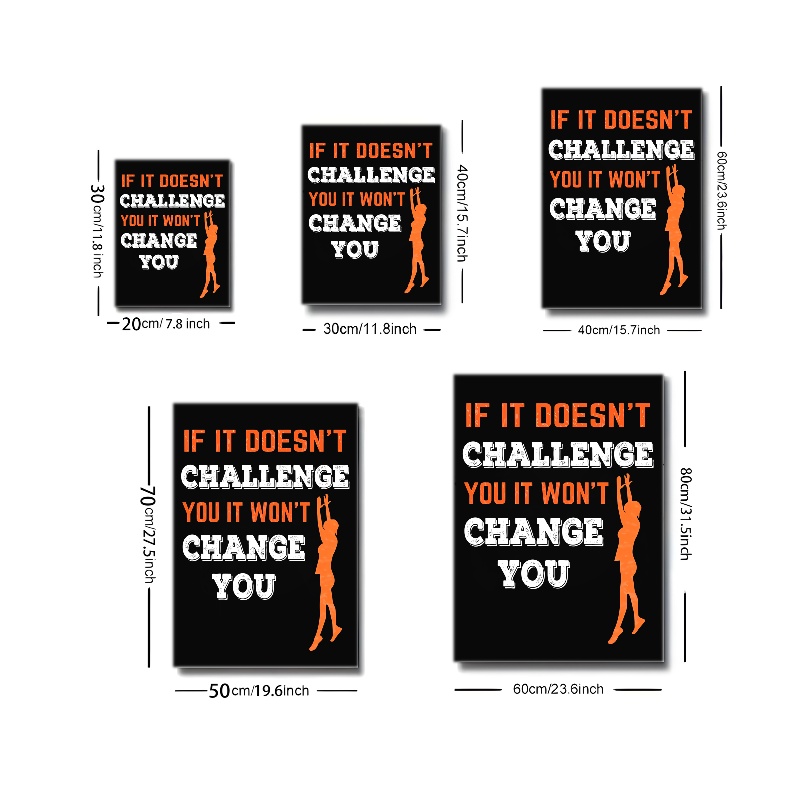 IF IT DOESN'T
CHALLENGE
YOU IT WON'T
CHANGE
YOU
30cm/11.8 inch
20cm/7.8 inch
IF IT DOESN'T
CHALLENGE
YOU IT WON'T
CHANGE
YOU
40cm/15.7inch
30cm/11.8inch
IF IT DOESN'T
CHALLENGE
YOU IT WON'T
CHANGE
YOU
60cm/23.6inch
40cm/15.7inch
IF IT DOESN'T
CHALLENGE
YOU IT WON'T
CHANGE
YOU
70cm/27.5inch
50cm/19.6inch
IF IT DOESN'T
CHALLENGE
YOU IT WON'T
CHANGE
YOU
80cm/31.5inch
60cm/23.6inch